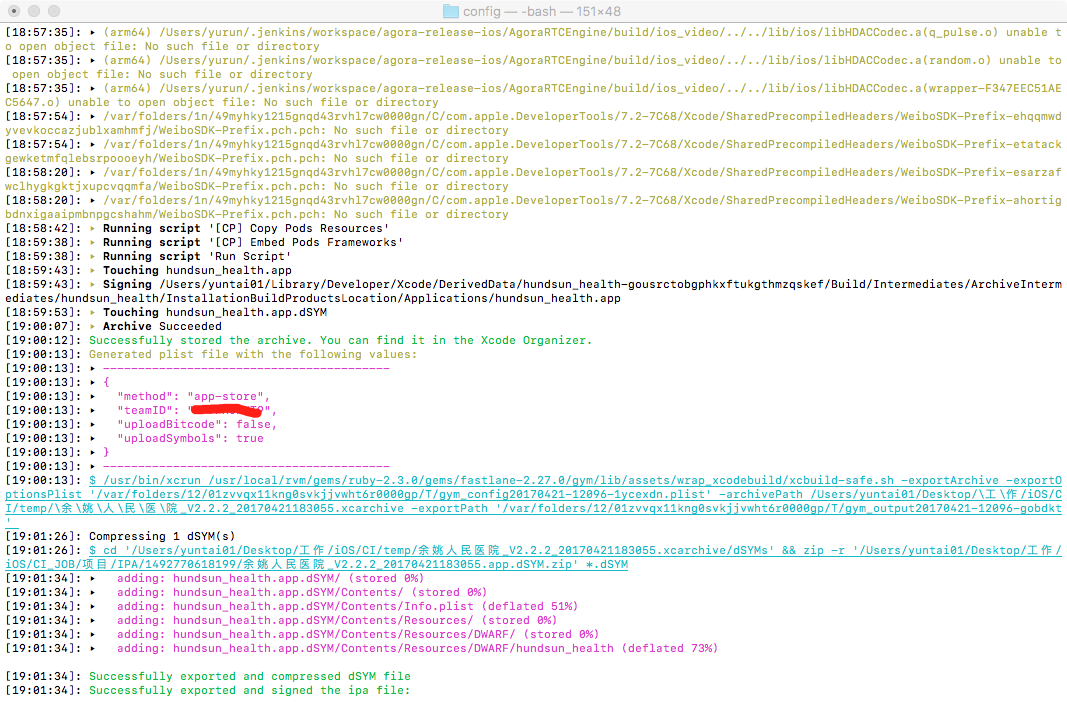 config — -bash — 151×48
[18:57:35]: ▸ (arm64) /Users/yurun/.jenkins/workspace/agora-release-ios/AgoraRTCEngine/build/ios_video/../../lib/ios/libHDACCodec.a(q_pulse.o) unable t
o open object file: No such file or directory
[18:57:35]: ▸ (arm64) /Users/yurun/.jenkins/workspace/agora-release-ios/AgoraRTCEngine/build/ios_video/../../lib/ios/libHDACCodec.a(random.o) unable to
 open object file: No such file or directory
[18:57:35]: ▸ (arm64) /Users/yurun/.jenkins/workspace/agora-release-ios/AgoraRTCEngine/build/ios_video/../../lib/ios/libHDACCodec.a(wrapper-F347EEC51AE
C5647.o) unable to open object file: No such file or directory
[18:57:54]: ▸ /var/folders/1n/49myhky1215gnqd43rvhl7cw0000gn/C/com.apple.DeveloperTools/7.2-7C68/Xcode/SharedPrecompiledHeaders/WeiboSDK-Prefix-ehqqmwd
yvevkoccazjublxamhmfj/WeiboSDK-Prefix.pch.pch: No such file or directory
[18:57:54]: ▸ /var/folders/1n/49myhky1215gnqd43rvhl7cw0000gn/C/com.apple.DeveloperTools/7.2-7C68/Xcode/SharedPrecompiledHeaders/WeiboSDK-Prefix-etatack
gewketmfqlebsrpoooeyh/WeiboSDK-Prefix.pch.pch: No such file or directory
[18:58:20]: ▸ /var/folders/1n/49myhky1215gnqd43rvhl7cw0000gn/C/com.apple.DeveloperTools/7.2-7C68/Xcode/SharedPrecompiledHeaders/WeiboSDK-Prefix-esarzaf
wclhygkgktjxupcvqqmfa/WeiboSDK-Prefix.pch.pch: No such file or directory
[18:58:20]: ▸ /var/folders/1n/49myhky1215gnqd43rvhl7cw0000gn/C/com.apple.DeveloperTools/7.2-7C68/Xcode/SharedPrecompiledHeaders/WeiboSDK-Prefix-ahortig
bdnxigaaipmbnpgcshahm/WeiboSDK-Prefix.pch.pch: No such file or directory
[18:58:42]: ▸ Running script '[CP] Copy Pods Resources'
[18:59:38]: ▸ Running script '[CP] Embed Pods Frameworks'
[18:59:38]: ▸ Running script 'Run Script'
[18:59:43]: ▸ Touching hundsun_health.app
[18:59:43]: ▸ Signing /Users/yuntai01/Library/Developer/Xcode/DerivedData/hundsun_health-gousrctobgphkxftukgthmzqskef/Build/Intermediates/ArchiveInterm
ediates/hundsun_health/InstallationBuildProductsLocation/Applications/hundsun_health.app
[18:59:53]: ▸ Touching hundsun_health.app.dSYM
[19:00:07]: ▸ Archive Succeeded
[19:00:12]: Successfully stored the archive. You can find it in the Xcode Organizer.
[19:00:13]: Generated plist file with the following values:
[19:00:13]: ▸ -----------------------------------------
[19:00:13]: ▸ {
[19:00:13]: ▸   "method": "app-store",
[19:00:13]: ▸   "teamID": "",
[19:00:13]: ▸   "uploadBitcode": false,
[19:00:13]: ▸   "uploadSymbols": true
[19:00:13]: ▸ }
[19:00:13]: ▸ -----------------------------------------
[19:00:13]: $ /usr/bin/xcrun /usr/local/rvm/gems/ruby-2.3.0/gems/fastlane-2.27.0/gym/lib/assets/wrap_xcodebuild/xcbuild-safe.sh -exportArchive -exportO
ptionsPlist '/var/folders/12/01zvvqx11kng0svkjjvwht6r0000gp/T/gym_config20170421-12096-1ycexdn.plist' -archivePath /Users/yuntai01/Desktop/\工\作/iOS/C
I/temp/\余\姚\人\民\医\院_V2.2.2_20170421183055.xcarchive -exportPath '/var/folders/12/01zvvqx11kng0svkjjvwht6r0000gp/T/gym_output20170421-12096-gobdkt
'
[19:01:26]: Compressing 1 dSYM(s)
[19:01:26]: $ cd '/Users/yuntai01/Desktop/工作/iOS/CI/temp/余姚人民医院_V2.2.2_20170421183055.xcarchive/dSYMs' && zip -r '/Users/yuntai01/Desktop/工作/
iOS/CI_JOB/项目/IPA/1492770618199/余姚人民医院_V2.2.2_20170421183055.app.dSYM.zip' *.dSYM
[19:01:34]: ▸   adding: hundsun_health.app.dSYM/ (stored 0%)
[19:01:34]: ▸   adding: hundsun_health.app.dSYM/Contents/ (stored 0%)
[19:01:34]: ▸   adding: hundsun_health.app.dSYM/Contents/Info.plist (deflated 51%)
[19:01:34]: ▸   adding: hundsun_health.app.dSYM/Contents/Resources/ (stored 0%)
[19:01:34]: ▸   adding: hundsun_health.app.dSYM/Contents/Resources/DWARF/ (stored 0%)
[19:01:34]: ▸   adding: hundsun_health.app.dSYM/Contents/Resources/DWARF/hundsun_health (deflated 73%)
[19:01:34]: Successfully exported and compressed dSYM file
[19:01:34]: Successfully exported and signed the ipa file: